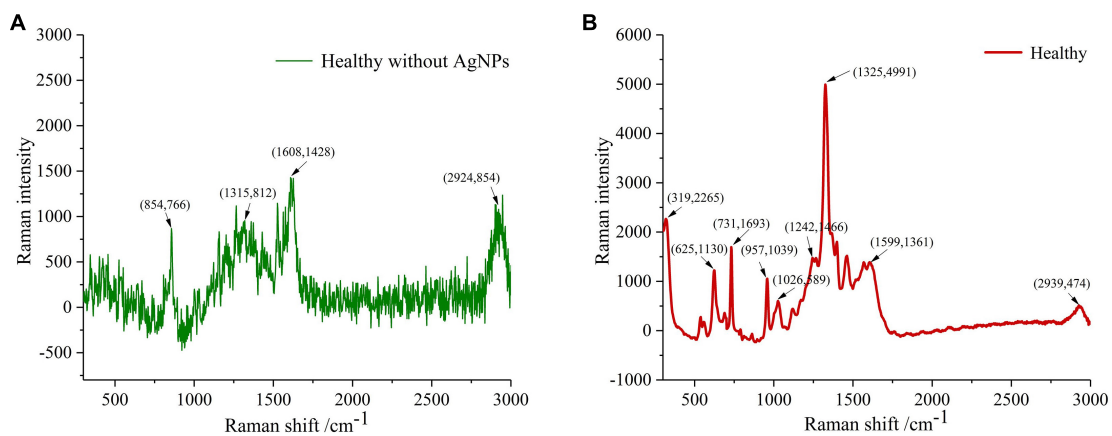 A
3000
2500
2000
1500
1000
500
0
-500
Raman intensity
Healthy without AgNPs
(854,766)
(1315,812)
(1608,1428)
(2924,854)
500 1000 1500 2000 2500 3000
Raman shift /cm-1
B
6000
5000
4000
3000
2000
1000
0
-1000
Raman intensity
Healthy
(1325,4991)
(319,2265)
(731,1693)
(1242,1466)
(625,1130)
(957,1039)
(1599,1361)
(1026,589)
(2939,474)
500 1000 1500 2000 2500 3000
Raman shift /cm-1